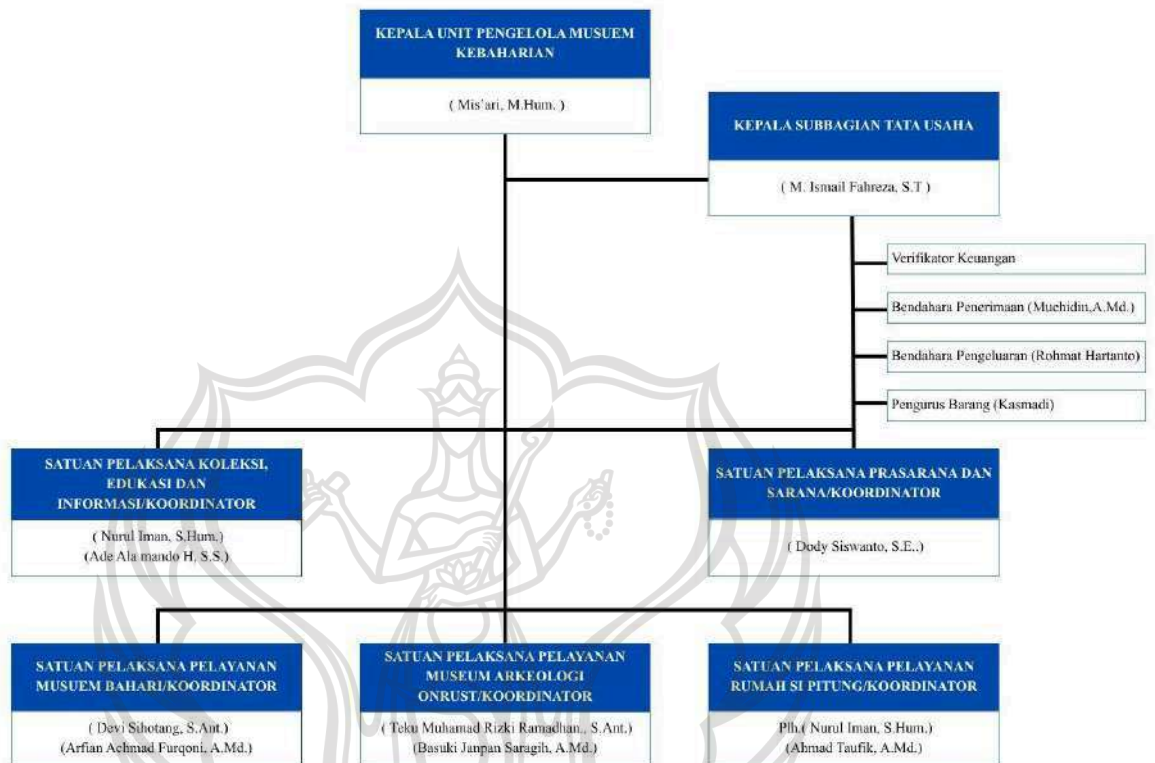 KEPALA UNIT PENGELOLA MUSUEM
KEBAHARIAN
( Mis'ari, M.Hum. )
KEPALA SUBBAGIAN TATA USAHA
( M. Ismail Fahreza, S.T )
Verifikator Keuangan
Bendahara Penerimaan (Muchidin,A.Md.)
Bendahara Pengeluaran (Rohmat Hartanto)
Pengurus Barang (Kasmadi)
SATUAN PELAKSANA KOLEKSI,
EDUKASI DAN
INFORMASI/KOORDINATOR
( Nurul Iman, S.Hum.)
(Ade Ala mando H, S.S.)
SATUAN PELAKSANA PRASARANA DAN
SARANA/KOORDINATOR
( Dody Siswanto, S.E..)
SATUAN PELAKSANA PELAYANAN
MUSUEM BAHARI/KOORDINATOR
( Devi Sihotang, S.Ant.)
(Arfian Achmad Furqoni, A.Md.)
SATUAN PELAKSANA PELAYANAN
MUSEUM ARKEOLOGI
ONRUST/KOORDINATOR
( Teku Muhamad Rizki Ramadhan., S.Ant.)
(Basuki Janpan Saragih, A.Md.)
SATUAN PELAKSANA PELAYANAN
RUMAH SI PITUNG/KOORDINATOR
Plh.( Nurul Iman, S.Hum.)
(Ahmad Taufik, A.Md.)